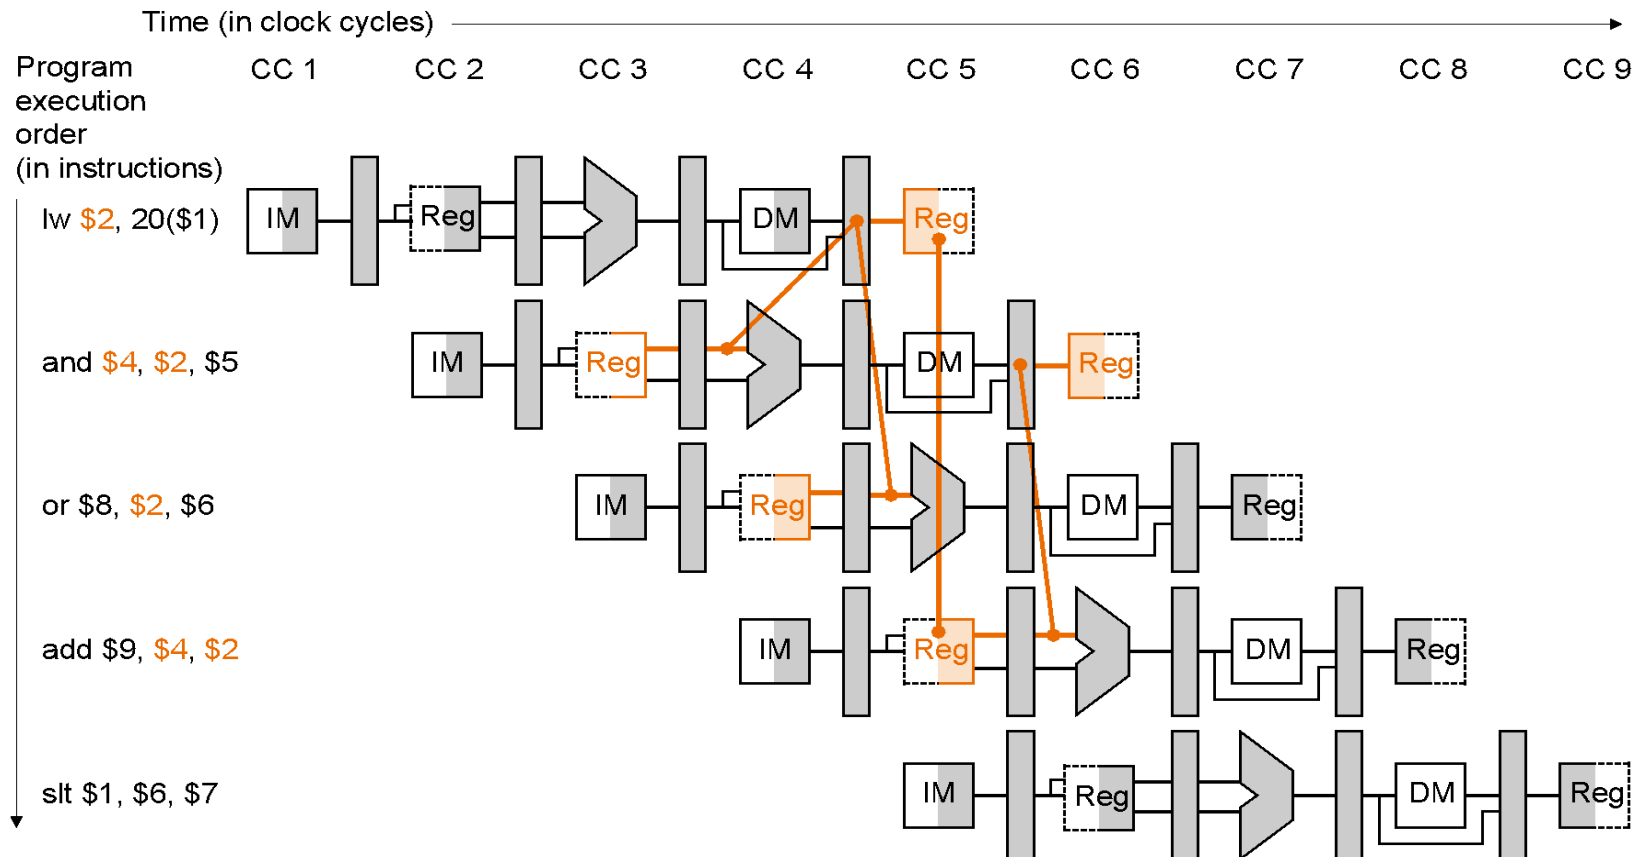 Time (in clock cycles)
Program
execution
order
(in instructions)
CC 1 CC 2 CC 3 CC 4 CC 5 CC 6 CC 7 CC 8 CC 9
lw $2, 20($1)
IM Reg DM Reg
and $4, $2, $5
IM Reg DM Reg
or $8, $2, $6
IM Reg DM Reg
add $9, $4, $2
IM Reg DM Reg
slt $1, $6, $7
IM Reg DM Reg